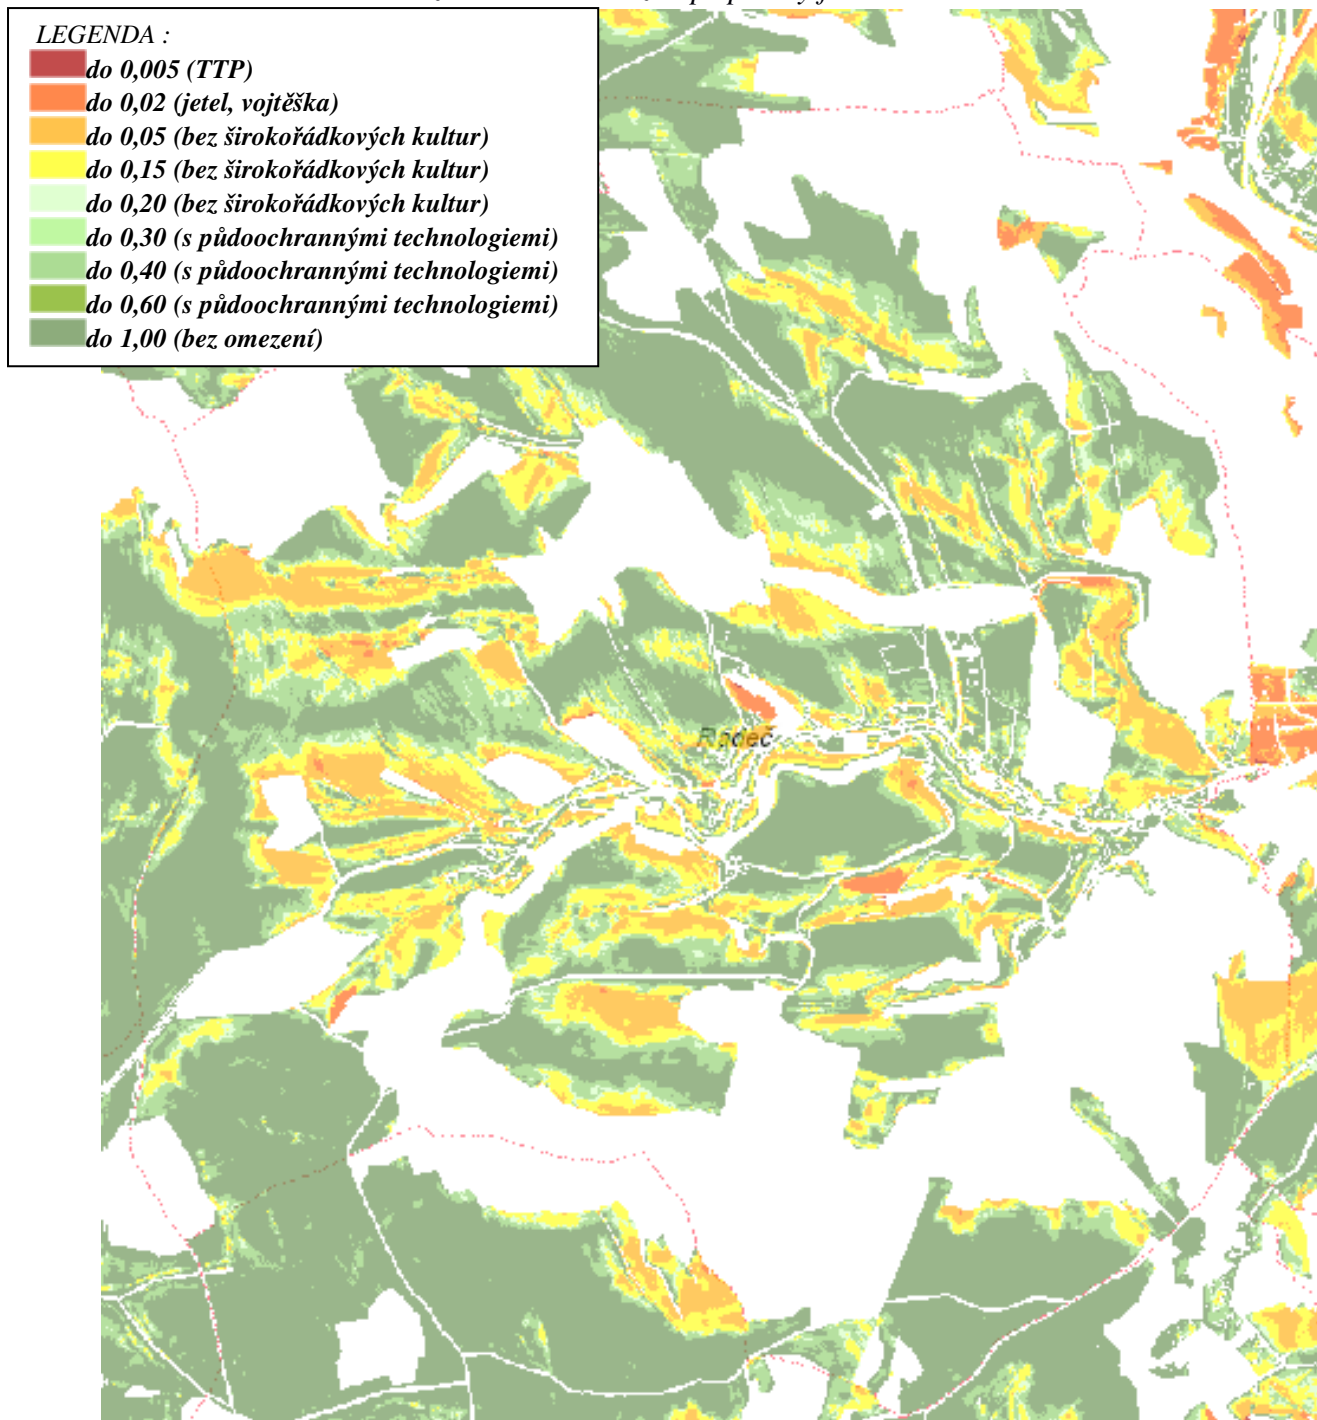 LEGENDA :
do 0,005 (TTP)
do 0,02 (jetel, vojtěška)
do 0,05 (bez širokořádkových kultur)
do 0,15 (bez širokořádkových kultur)
do 0,20 (bez širokořádkových kultur)
do 0,30 (s půdoochrannými technologiemi)
do 0,40 (s půdoochrannými technologiemi)
do 0,60 (s půdoochrannými technologiemi)
do 1,00 (bez omezení)
Radeč